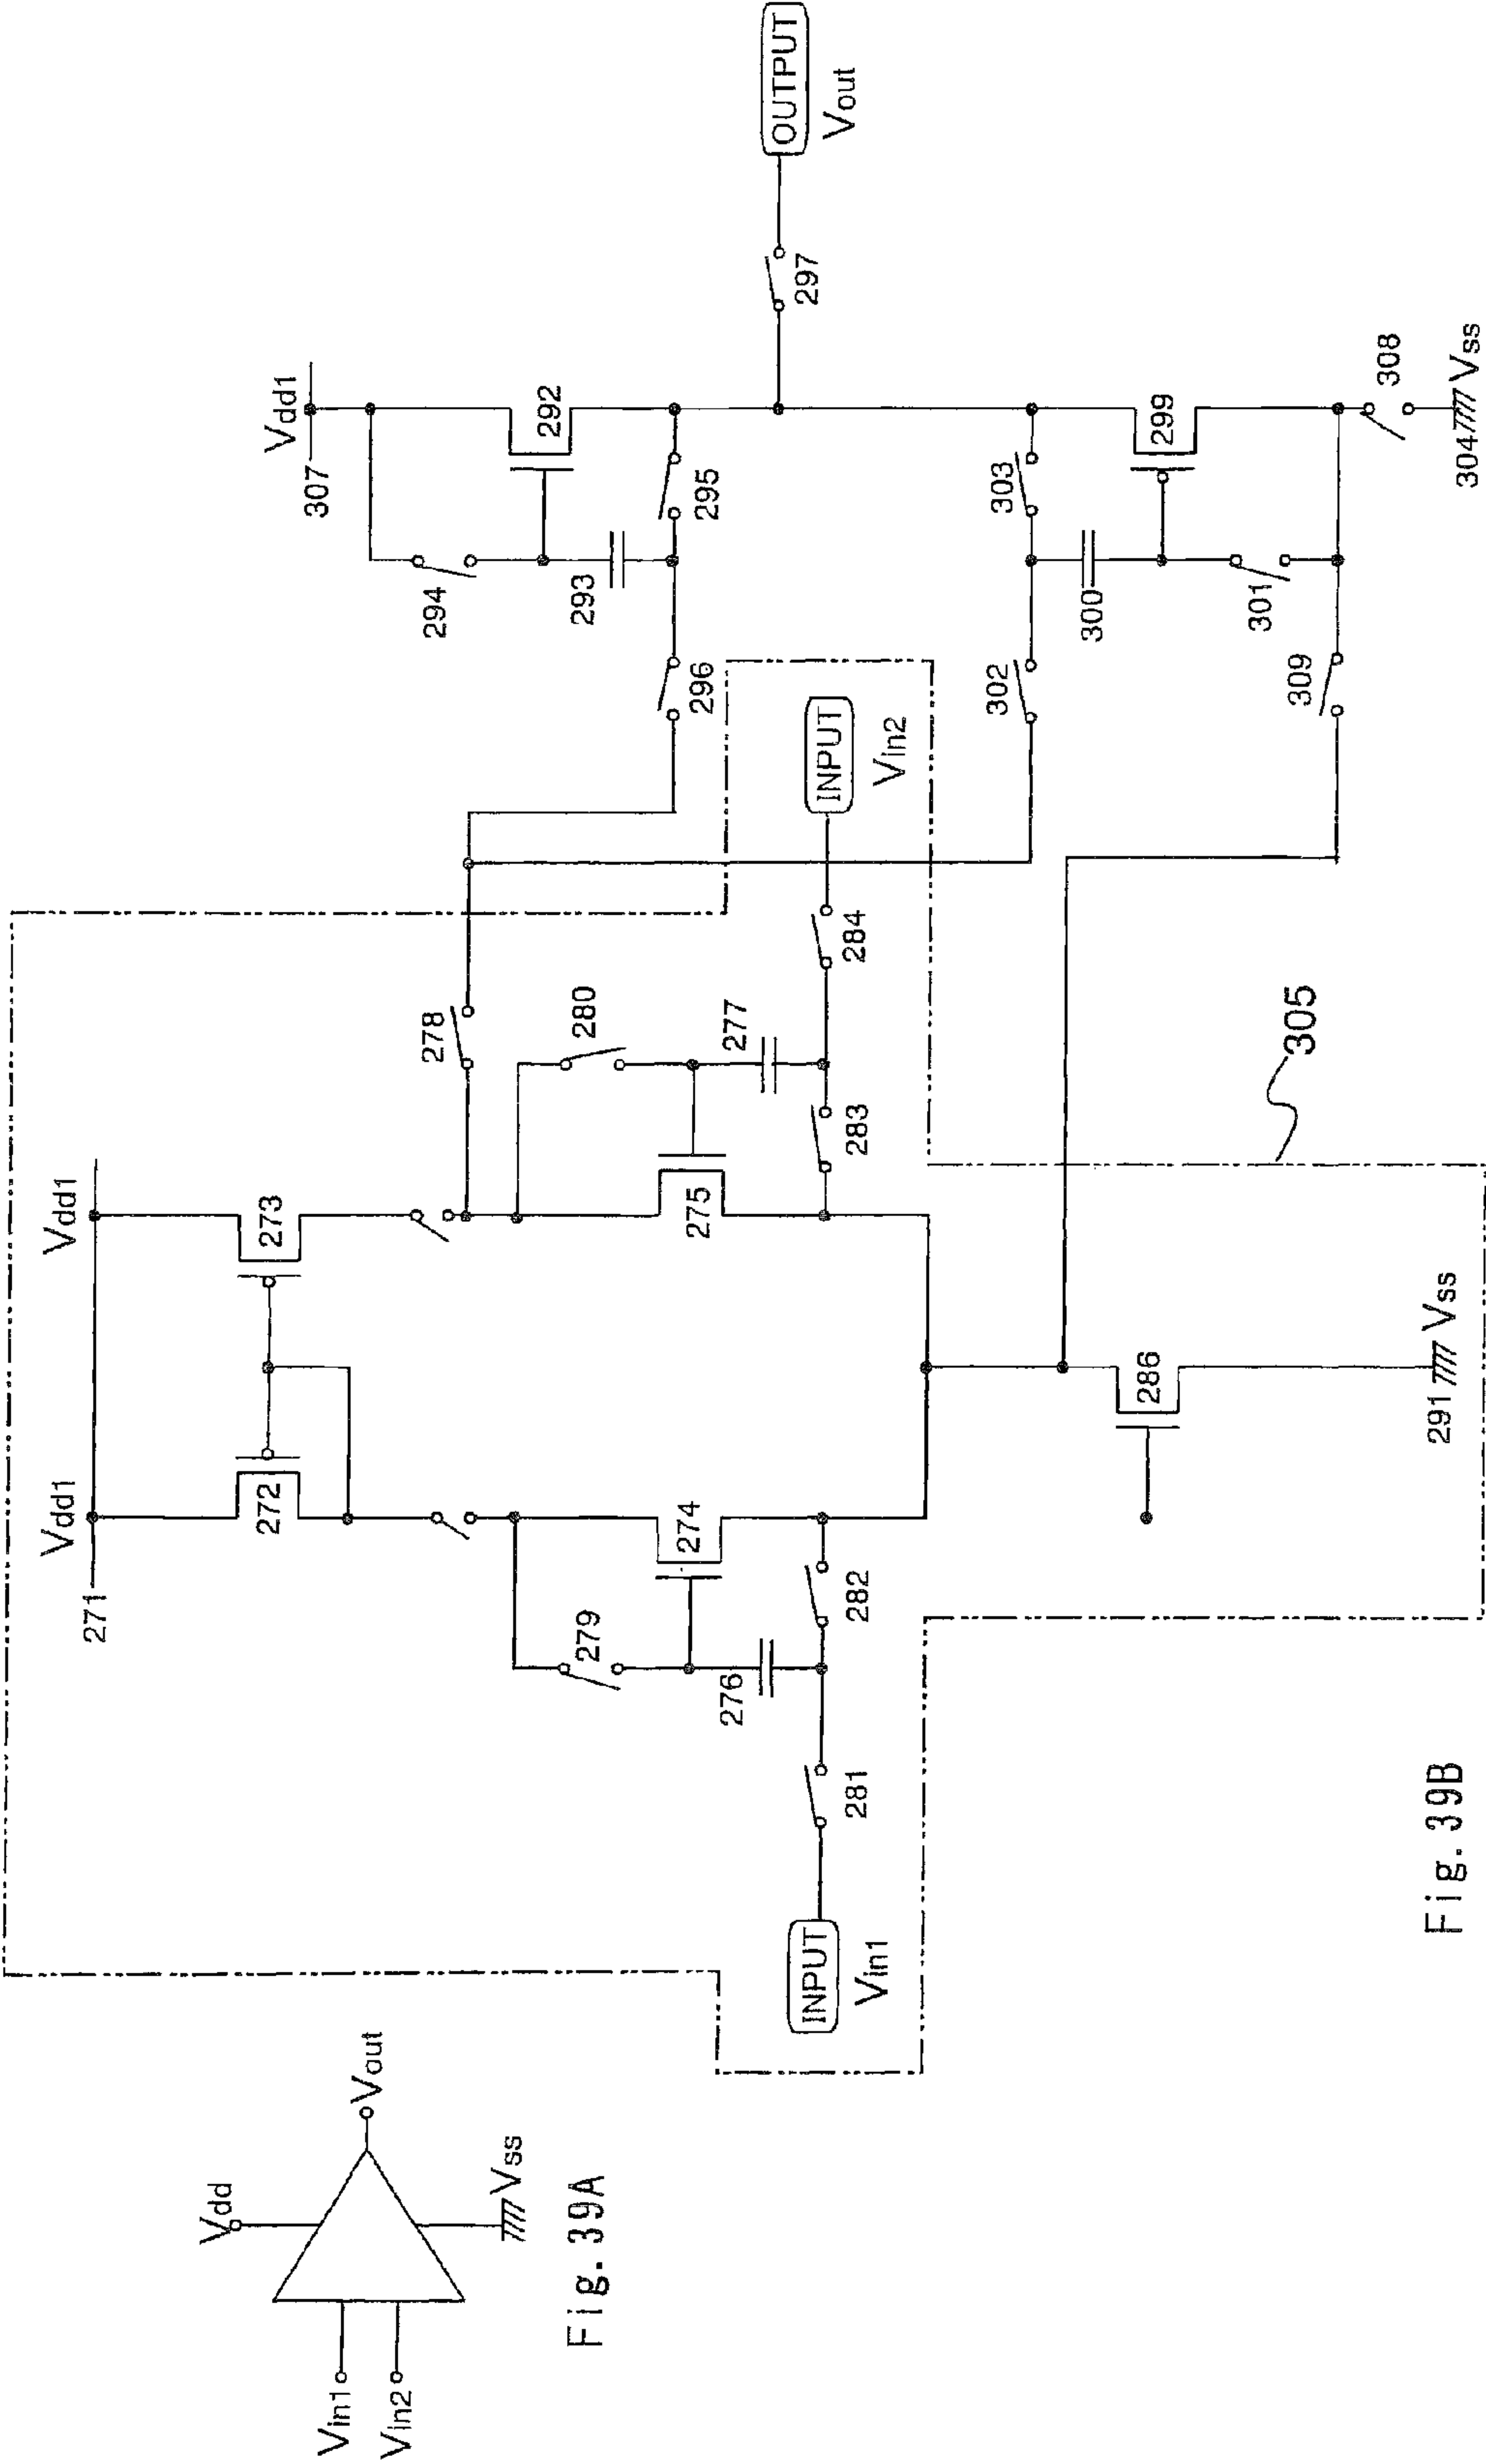 Fig. 39A
Vdd
Vin1
Vin2
Vout
Vss
Fig. 39B
Vdd1
Vdd1
271
272
273
278
279
280
274
275
276
277
281
282
283
284
INPUT
Vin1
INPUT
Vin2
286
291
Vss
305
Vdd1
307
292
293
294
295
296
297
OUTPUT
Vout
302
303
299
300
301
309
308
304
Vss